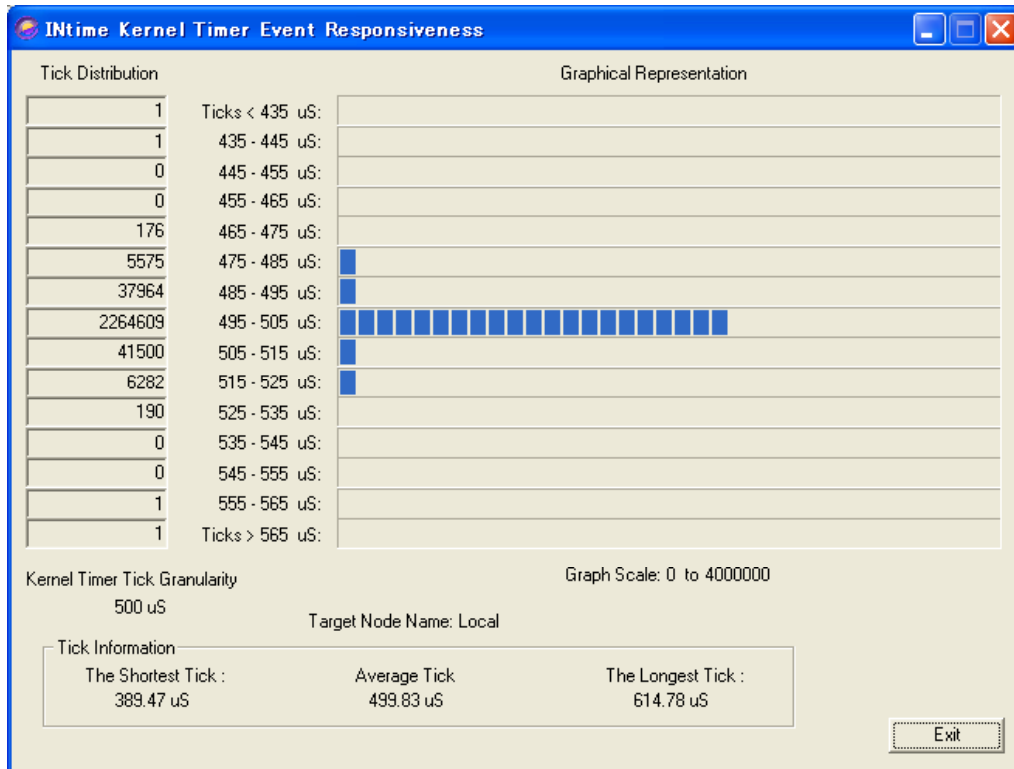 INtime Kernel Timer Event Responsiveness
Tick Distribution Graphical Representation
1 Ticks < 435 uS:
1 435 - 445 uS:
0 445 - 455 uS:
0 455 - 465 uS:
176 465 - 475 uS:
5575 475 - 485 uS:
37964 485 - 495 uS:
2264609 495 - 505 uS:
41500 505 - 515 uS:
6282 515 - 525 uS:
190 525 - 535 uS:
0 535 - 545 uS:
0 545 - 555 uS:
1 555 - 565 uS:
1 Ticks > 565 uS:
Kernel Timer Tick Granularity
500 uS
Graph Scale: 0 to 4000000
Target Node Name: Local
Tick Information
The Shortest Tick : Average Tick The Longest Tick :
389.47 uS 499.83 uS 614.78 uS
Exit